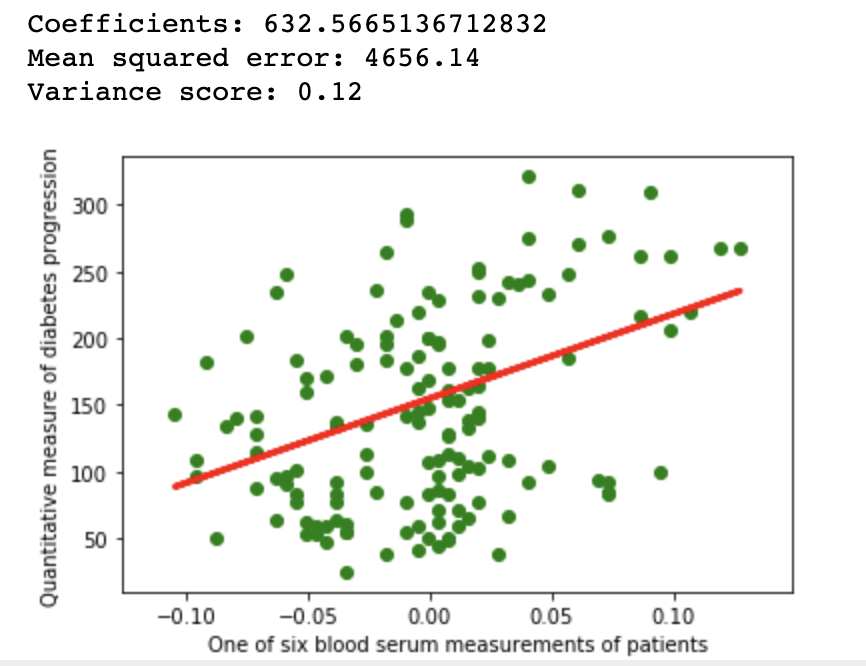 Coefficients: 632.5665136712832
Mean squared error: 4656.14
Variance score: 0.12
Quantitative measure of diabetes progression
300
250
200
150
100
50
−0.10 −0.05 0.00 0.05 0.10
One of six blood serum measurements of patients